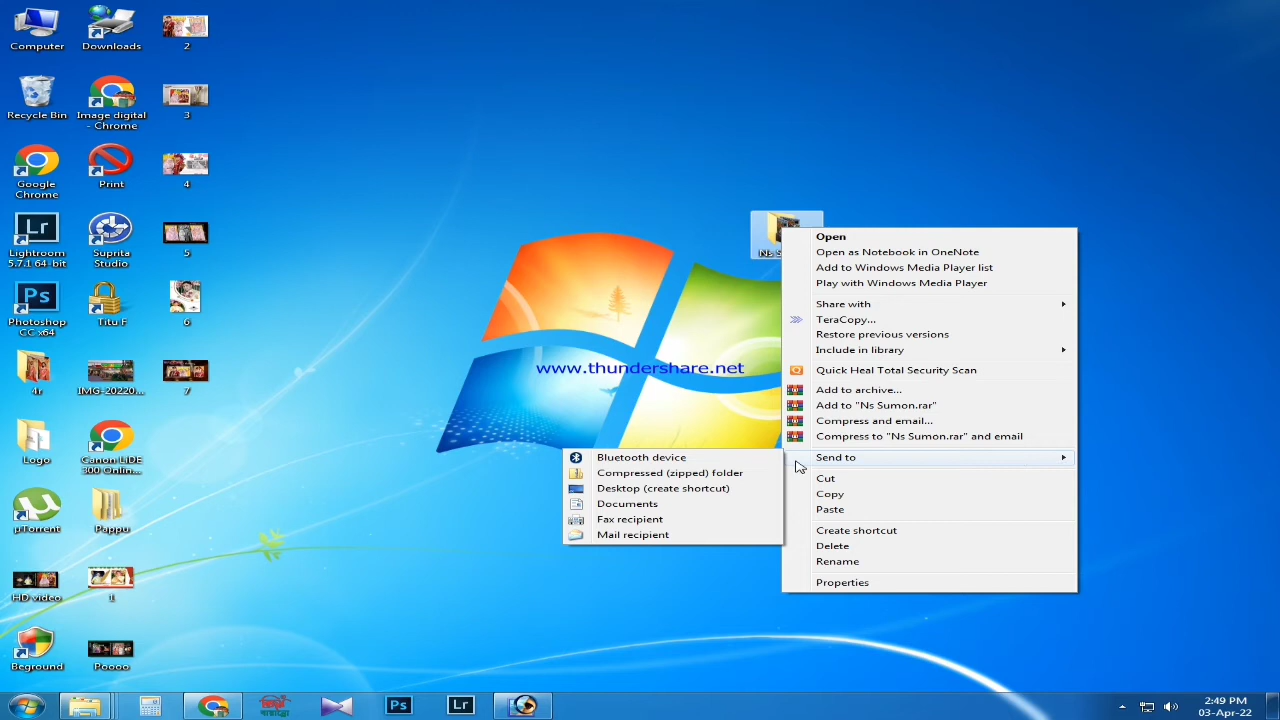 Computer
Downloads
2
Recycle Bin
Image digital
- Chrome
3
Google
Chrome
Print
4
Lr
Lightroom
5.7.1 64-bit
Suprita
Studio
5
Ps
Photoshop
CC x64
Titu F
6
4r
IMG-20220...
7
Logo
Canon LiDE
300 Onlin...
µTorrent
Pappu
HD video
1
Beground
Poooo
www.thundershare.net
Open
Open as Notebook in OneNote
Add to Windows Media Player list
Play with Windows Media Player
Share with
TeraCopy...
Restore previous versions
Include in library
Quick Heal Total Security Scan
Add to archive...
Add to "Ns Sumon.rar"
Compress and email...
Compress to "Ns Sumon.rar" and email
Send to
Cut
Copy
Paste
Create shortcut
Delete
Rename
Properties
Bluetooth device
Compressed (zipped) folder
Desktop (create shortcut)
Documents
Fax recipient
Mail recipient
Ps
Lr
2:49 PM
03-Apr-22